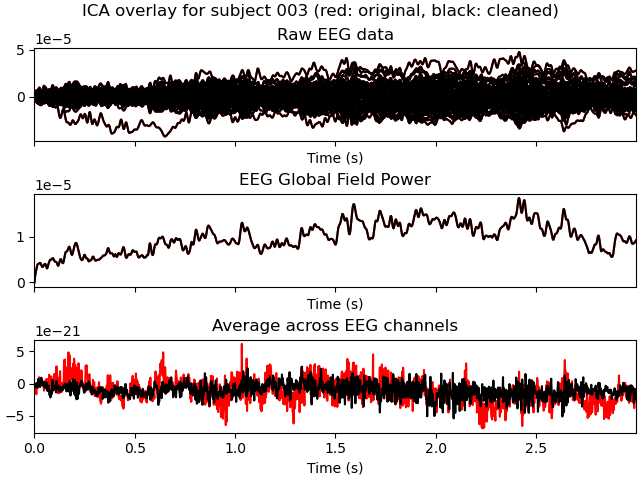 ICA overlay for subject 003 (red: original, black: cleaned)
Raw EEG data
1e−5
5
0
Time (s)
EEG Global Field Power
1e−5
1
0
Time (s)
Average across EEG channels
1e−21
5
0
−5
0.0 0.5 1.0 1.5 2.0 2.5
Time (s)